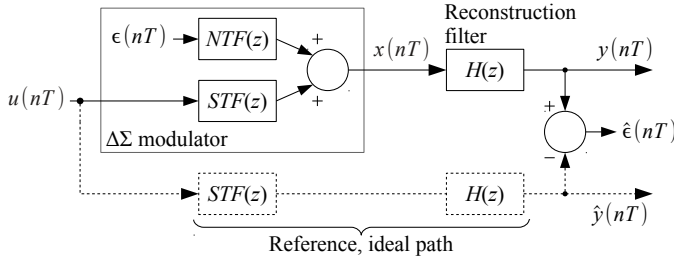 Reconstruction
filter
ϵ(nT)
NTF(z)
+
x(nT)
H(z)
y(nT)
u(nT)
STF(z)
+
+
ϵ̂(nT)
ΔΣ modulator
−
STF(z)
H(z)
ŷ(nT)
Reference, ideal path